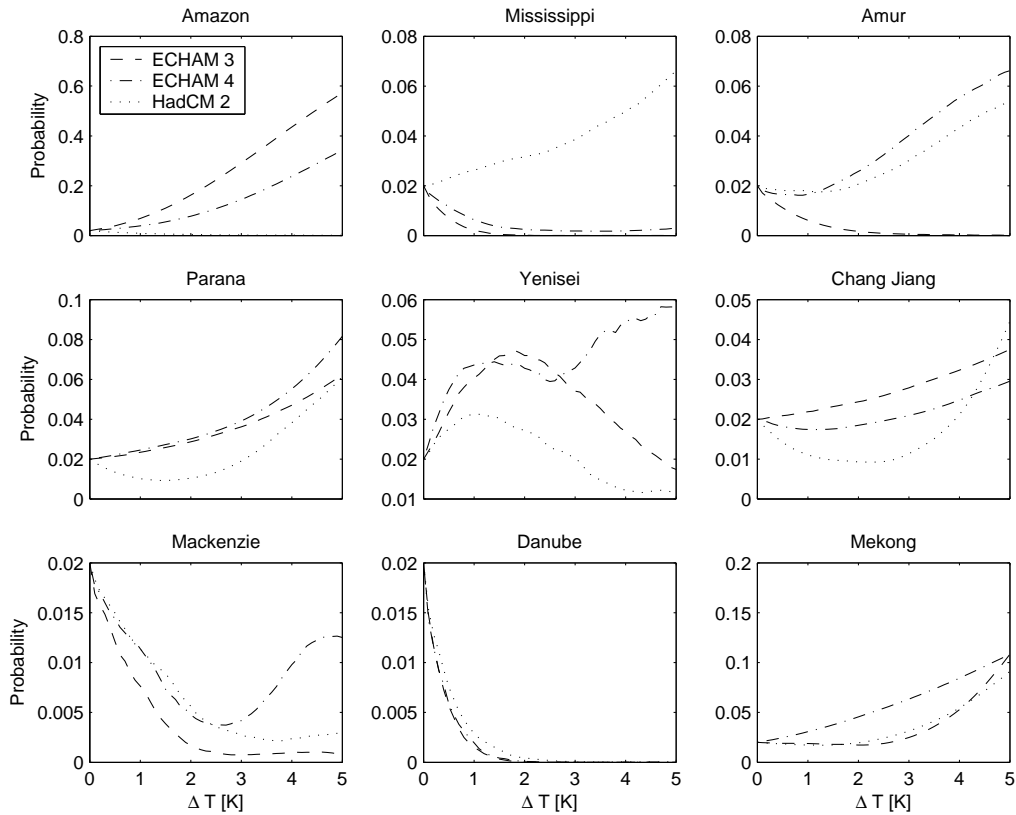 Amazon
Mississippi
Amur
0.8
0.6
0.4
0.2
0
Probability
ECHAM 3
ECHAM 4
HadCM 2
0.08
0.06
0.04
0.02
0
0.08
0.06
0.04
0.02
0
Parana
Yenisei
Chang Jiang
0.1
0.08
0.06
0.04
0.02
0
Probability
0.06
0.05
0.04
0.03
0.02
0.01
0.05
0.04
0.03
0.02
0.01
0
Mackenzie
Danube
Mekong
0.02
0.015
0.01
0.005
0
Probability
0 1 2 3 4 5
Δ T [K]
0.02
0.015
0.01
0.005
0
0 1 2 3 4 5
Δ T [K]
0.2
0.15
0.1
0.05
0
0 1 2 3 4 5
Δ T [K]